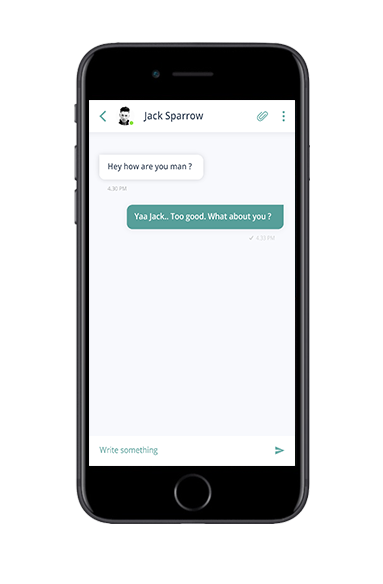 Jack Sparrow
Hey how are you man ?
4.30 PM
Yaa Jack.. Too good. What about you ?
✓ 4.33 PM
Write something